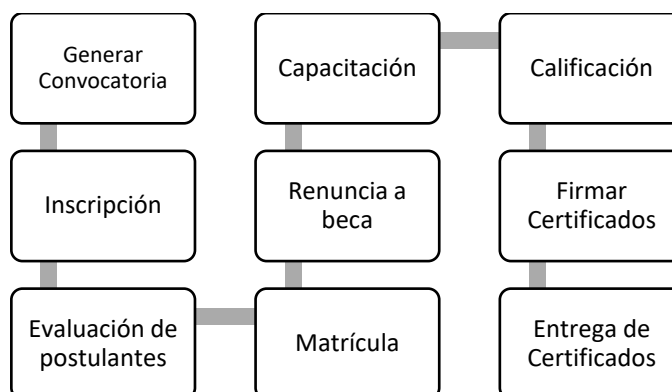 Generar
Convocatoria
Inscripción
Evaluación de
postulantes
Matrícula
Renuncia a
beca
Capacitación
Calificación
Firmar
Certificados
Entrega de
Certificados